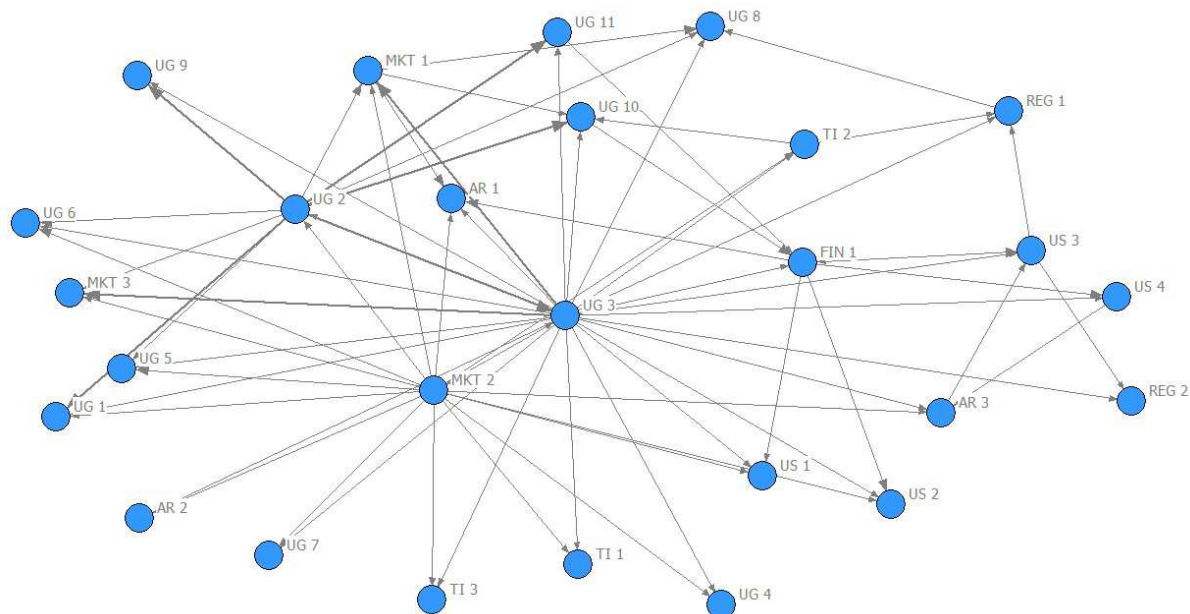 UG 11
UG 8
MKT 1
UG 9
UG 10
REG 1
TI 2
AR 1
UG 2
UG 6
FIN 1
US 3
MKT 3
US 4
UG 3
UG 5
MKT 2
REG 2
UG 1
AR 3
US 1
US 2
AR 2
UG 7
TI 1
TI 3
UG 4